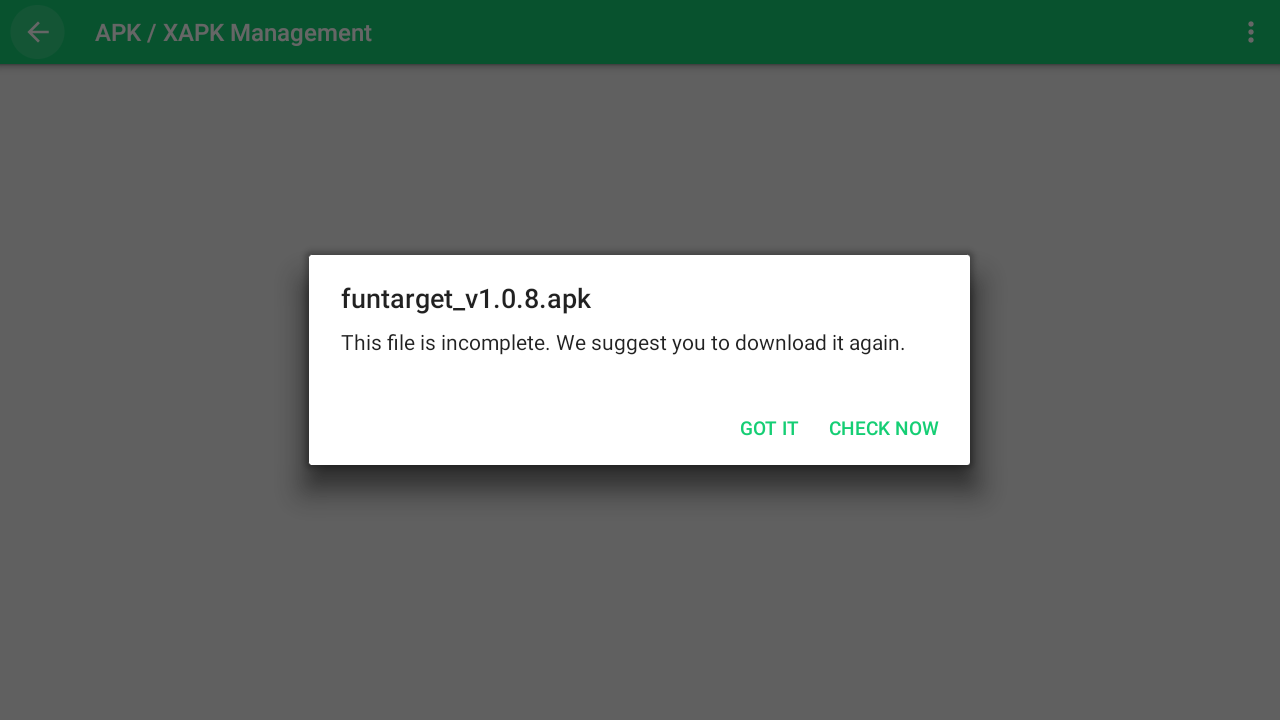 APK / XAPK Management
funtarget_v1.0.8.apk
This file is incomplete. We suggest you to download it again.
GOT IT CHECK NOW